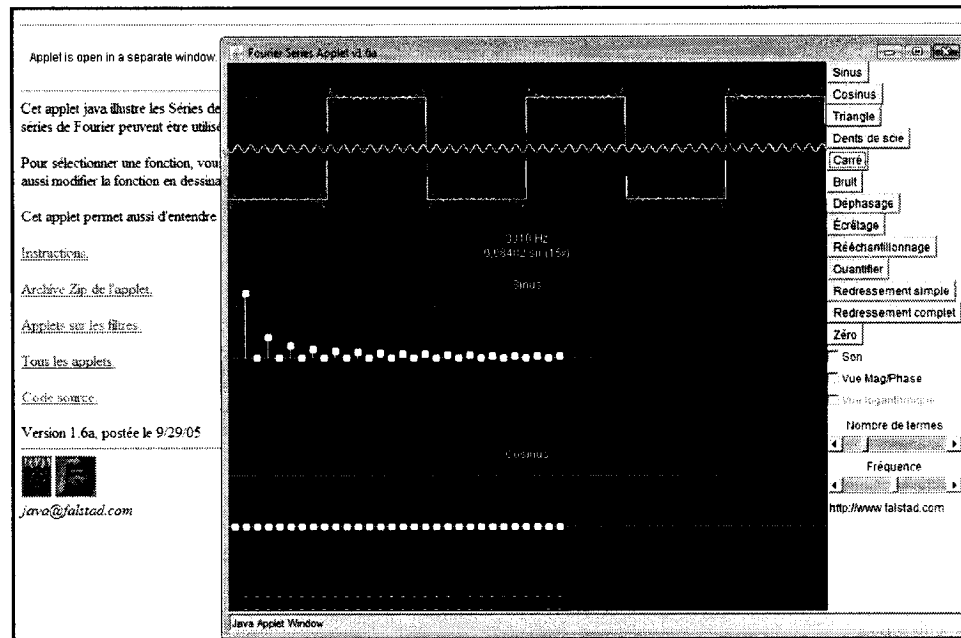 Applet is open in a separate window.
Cet applet java illustre les Séries de
séries de Fourier peuvent être utilisé
Pour sélectionner une fonction, vou
aussi modifier la fonction en dessina
Cet applet permet aussi d'entendre
Instructions.
Archive Zip de l'applet.
Applets sur les filtres.
Tous les applets.
Code source.
Version 1.6a, postée le 9/29/05
java@falstad.com
Fourier Series Applet v1.6a
Sinus
Cosinus
Java Applet Window
Sinus
Cosinus
Triangle
Dents de scie
Carré
Bruit
Déphasage
Écrêtage
Rééchantillonnage
Quantifier
Redressement simple
Redressement complet
Zéro
Son
Vue Mag/Phase
Vue logarithmique
Nombre de termes
Fréquence
http://www.falstad.com